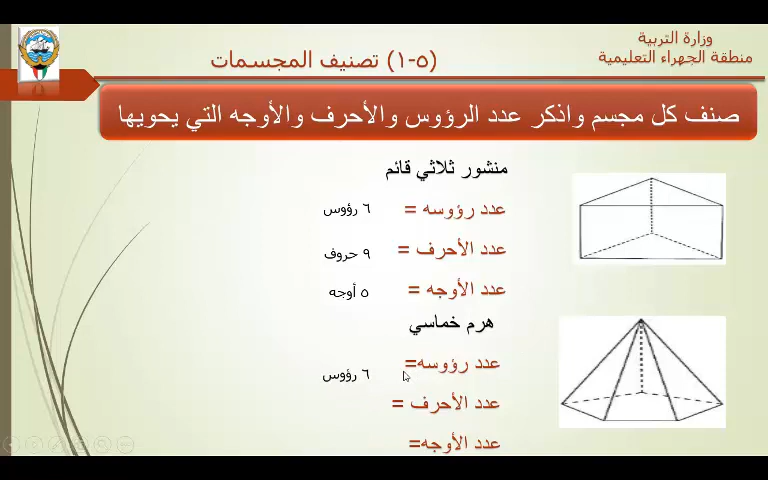 وزارة التربية
منطقة الجهراء التعليمية
(٥-١) تصنيف المجسمات
صنف كل مجسم واذكر عدد الرؤوس والأحرف والأوجه التي يحويها
منشور ثلاثي قائم
عدد رؤوسه = ٦ رؤوس
عدد الأحرف = ٩ حروف
عدد الأوجه = ٥ أوجه
هرم خماسي
عدد رؤوسه= ٦ رؤوس
عدد الأحرف =
عدد الأوجه=